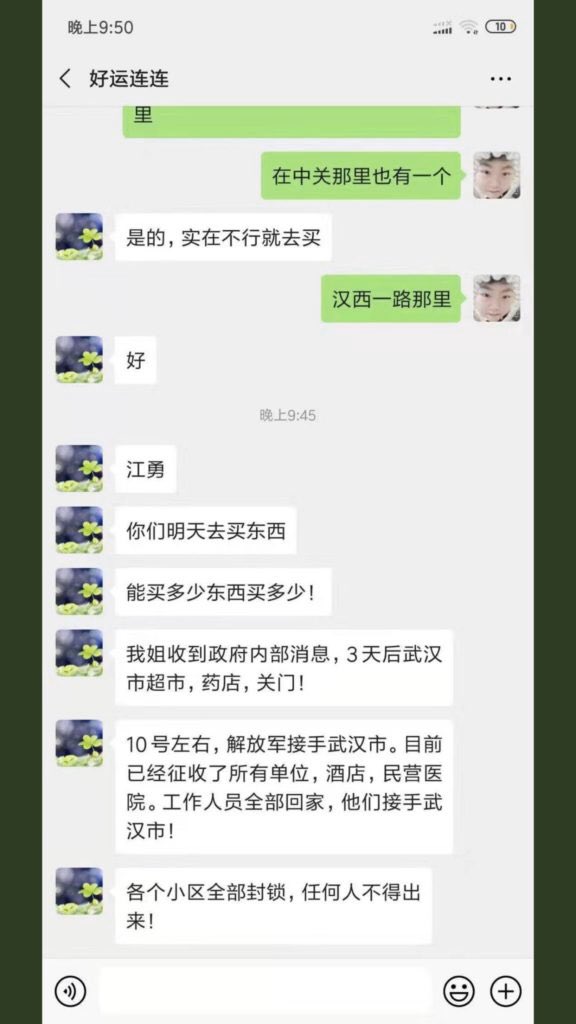 晚上9:50
10
好运连连
里
在中关那里也有一个
是的，实在不行就去买
汉西一路那里
好
晚上9:45
江勇
你们明天去买东西
能买多少东西买多少！
我姐收到政府内部消息，3天后武汉
市超市，药店，关门！
10号左右，解放军接手武汉市。目前
已经征收了所有单位，酒店，民营医
院。工作人员全部回家，他们接手武
汉市！
各个小区全部封锁，任何人不得出
来！